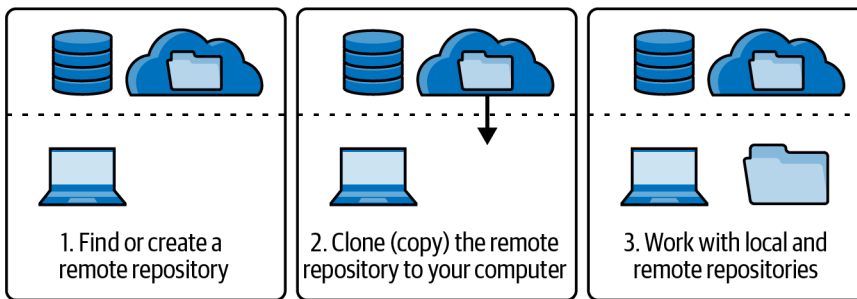 1. Find or create a
remote repository
2. Clone (copy) the remote
repository to your computer
3. Work with local and
remote repositories